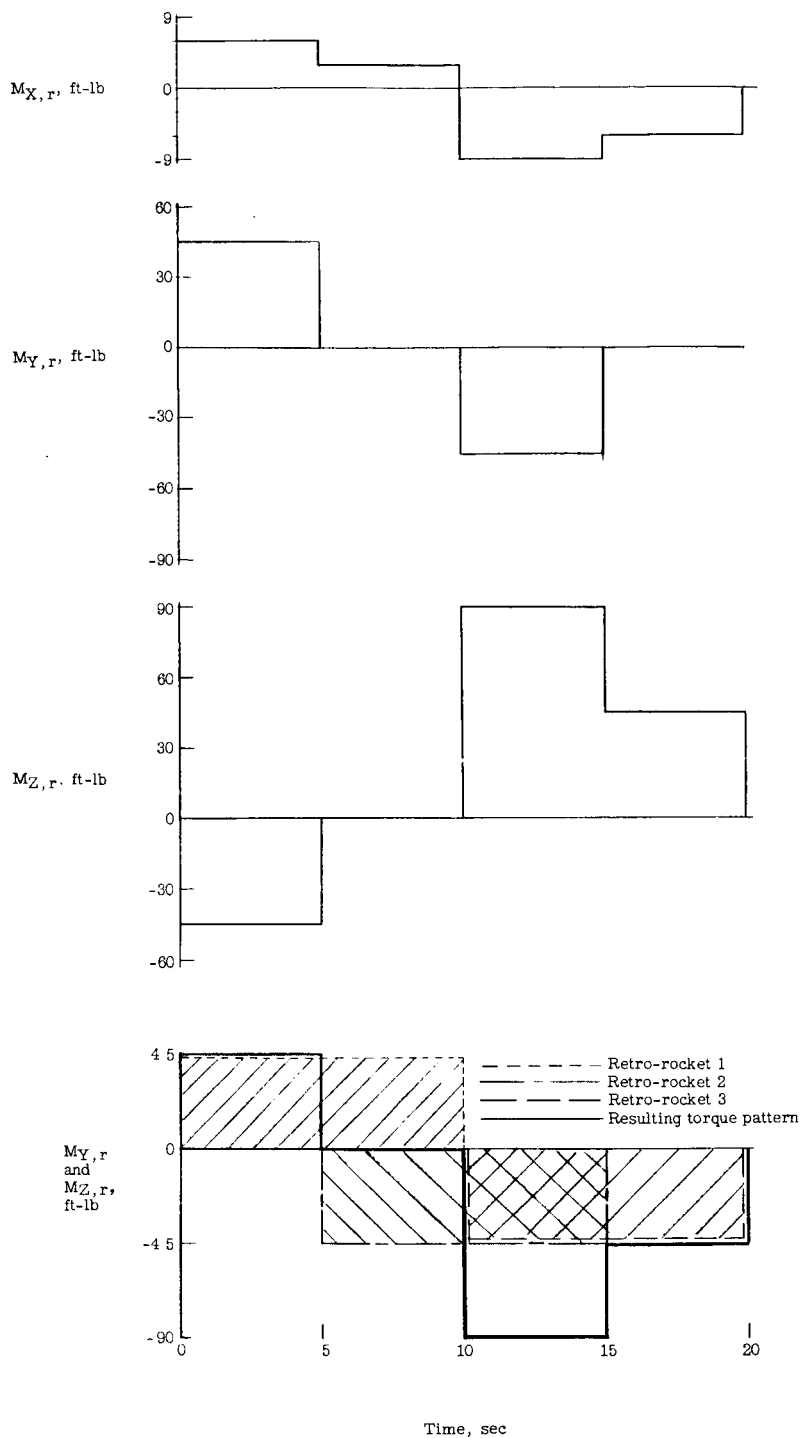 9
M_X,r, ft-lb
0
-9
60
30
M_Y,r, ft-lb
0
-30
-60
-90
90
60
30
M_Z,r. ft-lb
0
-30
-60
4 5
Retro-rocket 1
Retro-rocket 2
Retro-rocket 3
Resulting torque pattern
M_Y,r
and
M_Z,r,
ft-lb
0
-4 5
-90
0 5 10 15 20
Time, sec